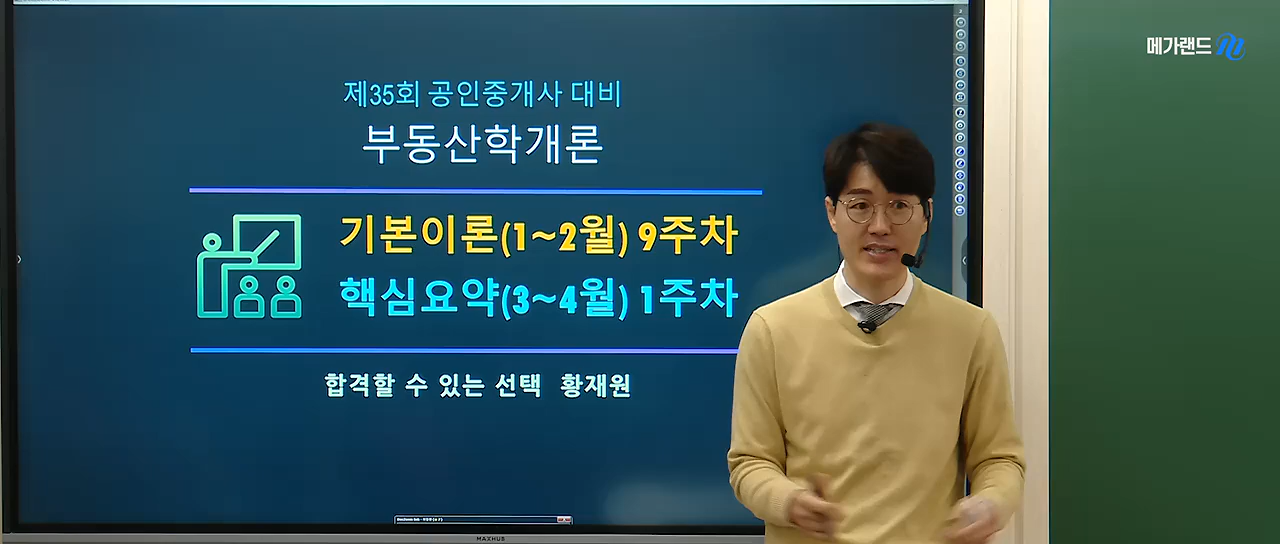 메가랜드
제35회 공인중개사 대비
부동산학개론
기본이론(1~2월) 9주차
핵심요약(3~4월) 1주차
합격할 수 있는 선택 황재원
MAXHUB